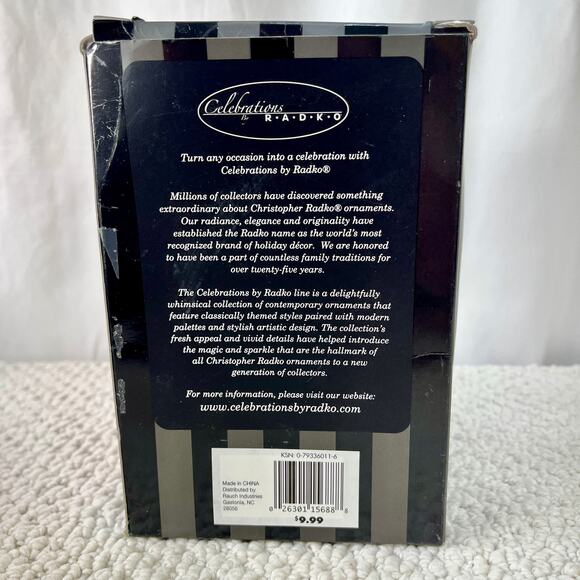 Celebrations
By R•A•D•K•O
Turn any occasion into a celebration with
Celebrations by Radko®
Millions of collectors have discovered something
extraordinary about Christopher Radko® ornaments.
Our radiance, elegance and originality have
established the Radko name as the world's most
recognized brand of holiday décor. We are honored
to have been a part of countless family traditions for
over twenty-five years.
The Celebrations by Radko line is a delightfully
whimsical collection of contemporary ornaments that
feature classically themed styles paired with modern
palettes and stylish artistic design. The collection's
fresh appeal and vivid details have helped introduce
the magic and sparkle that are the hallmark of
all Christopher Radko ornaments to a new
generation of collectors.
For more information, please visit our website:
www.celebrationsbyradko.com
KSN: 0-79336011-6
Made in CHINA
Distributed by
Rauch Industries
Gastonia, NC
28056
0 26301 15688 8
$9.99